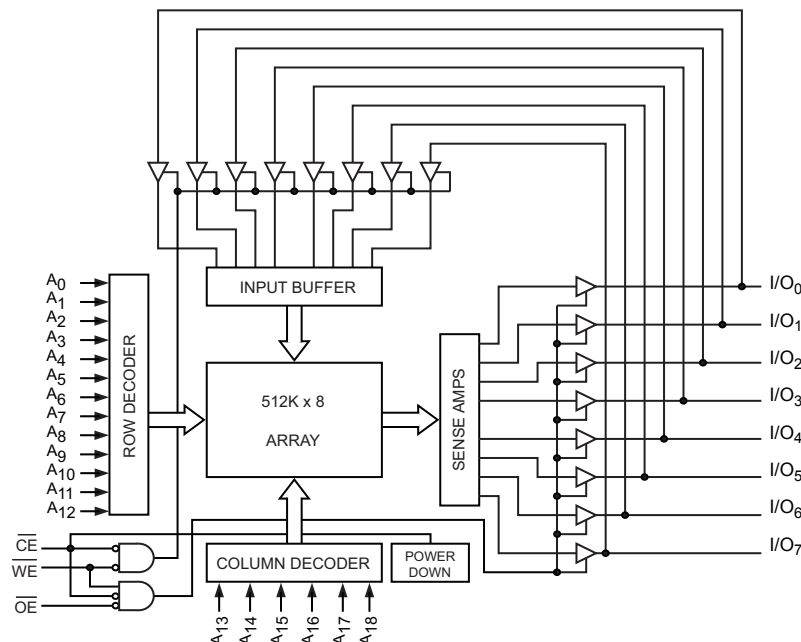 INPUT BUFFER
A0
A1
A2
A3
A4
A5
A6
A7
A8
A9
A10
A11
A12
ROW DECODER
512K x 8
ARRAY
SENSE AMPS
I/O0
I/O1
I/O2
I/O3
I/O4
I/O5
I/O6
I/O7
CE
WE
OE
COLUMN DECODER
POWER
DOWN
A13
A14
A15
A16
A17
A18